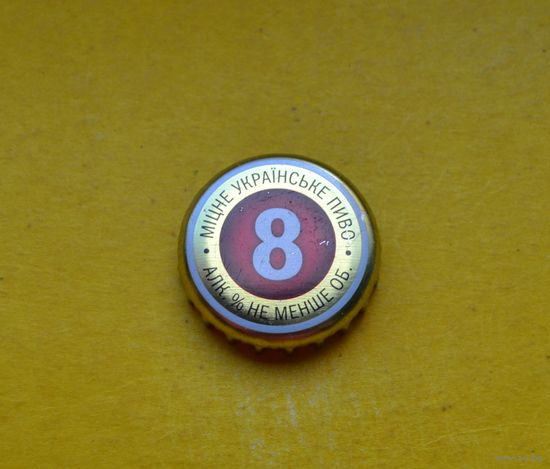 МІЦНЕ УКРАЇНСЬКЕ ПИВО
8
АЛК. % НЕ МЕНШЕ ОБ.